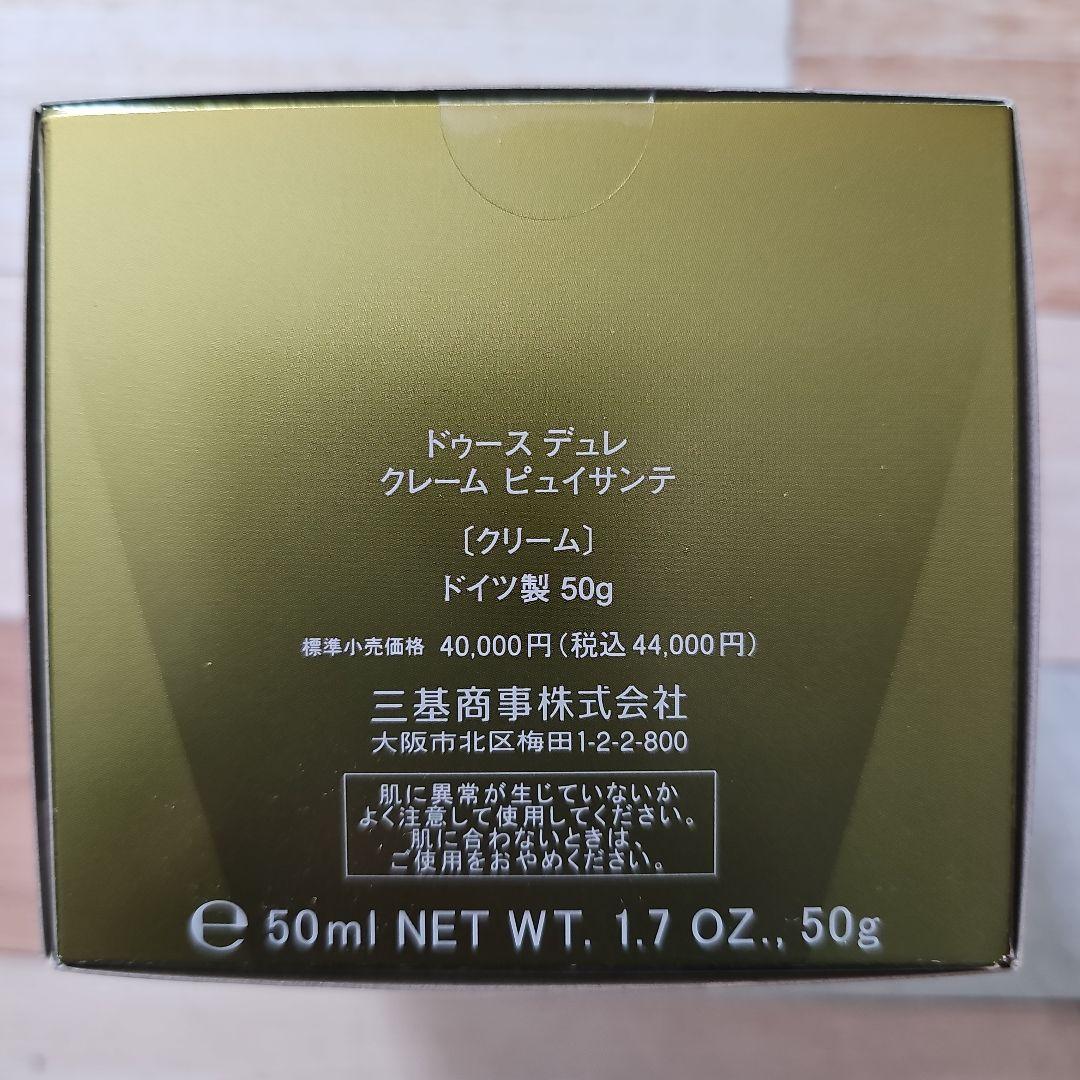 ドゥース デュレ
クレーム ピュイサンテ
〔クリーム〕
ドイツ製 50g
標準小売価格 40,000円(税込44,000円)
三基商事株式会社
大阪市北区梅田1-2-2-800
肌に異常が生じていないか
よく注意して使用してください。
肌に合わないときは、
ご使用をおやめください。
℮ 50ml NET WT. 1.7 OZ., 50g